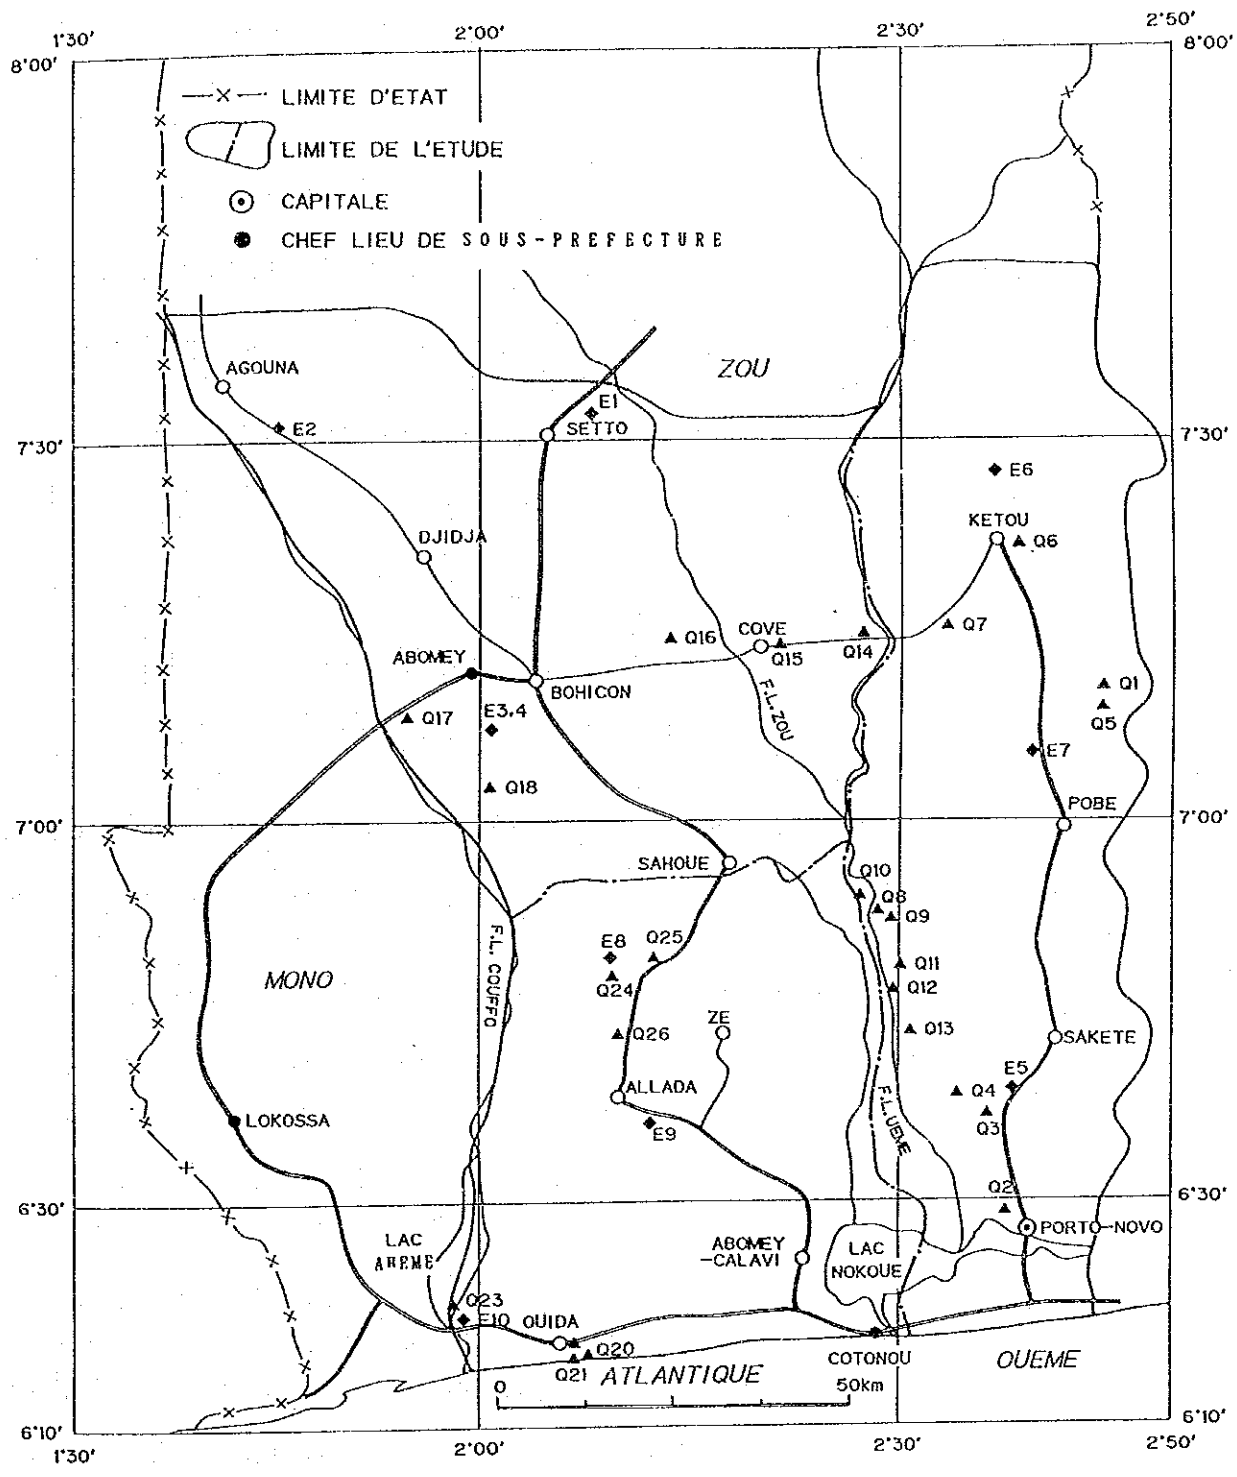 1°30' 2°00' 2°30' 2°50'
8°00' 8°00'
LIMITE D'ETAT
LIMITE DE L'ETUDE
CAPITALE
CHEF LIEU DE SOUS-PREFECTURE
ZOU
AGOUNA
E1
E2
SETTO
7°30' 7°30'
E6
KETOU
Q6
DJIDJA
Q16
COVE
Q15
Q14
Q7
ABOMEY
BOHICON
F.L.ZOU
Q1
Q5
Q17
E3.4
E7
Q18
POBE
7°00' 7°00'
SAHOUE
Q10
Q8
Q9
E8
Q25
Q11
MONO
F.L. COUFFO
Q24
Q12
ZE
Q13
Q26
SAKETE
ALLADA
E5
Q4
F.L.UEME
LOKOSSA
E9
Q3
Q2
6°30' 6°30'
PORTO-NOVO
LAC
AHEME
ABOMEY
-CALAVI
LAC
NOKOUE
Q23
E10
OUIDA
Q20
Q21
COTONOU
OUEME
ATLANTIQUE
0 50km
6°10' 6°10'
1°30' 2°00' 2°30' 2°50'